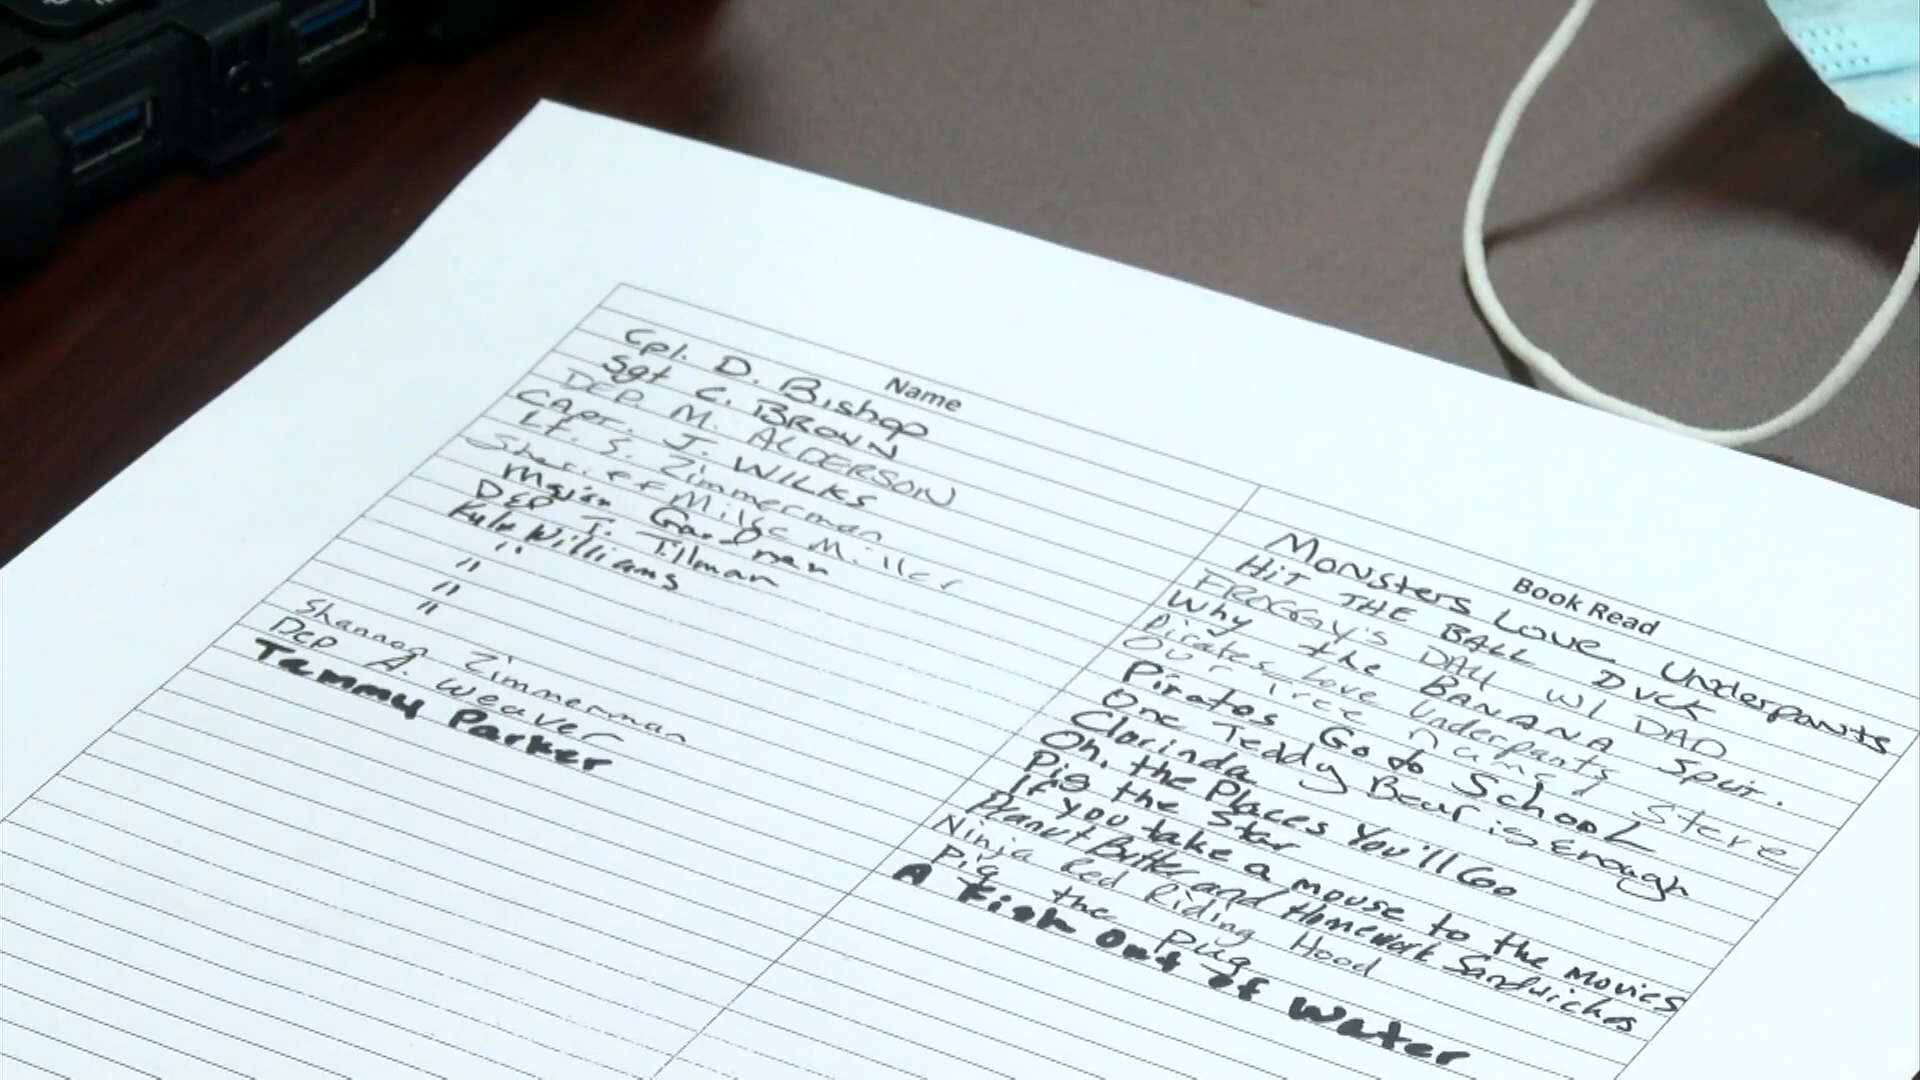 Name Book Read
Cpl. D. Bishop Monsters Love Underpants
Sgt C. BROWN HIT THE BALL DUCK
DEP. M. ALDERSON FROGGY'S DAY W/ DAD
CAPT. J. WILKS Why the BANANA Split.
Lt. S. Zimmerman Pirates Love Underpants
Sheriff Mike Miller Our Tree named Steve
Major Gardner Pirates Go to School
DEP T. Tillman One Teddy Bear is enough
Kyle Williams Clorinda
" Oh, the Places You'll Go
" Pig the Star
" If you take a mouse to the movies
" Peanut Butter and Homework Sandwiches
Shannon Zimmerman Ninja Red Riding Hood
Dep A. Weaver Pig the Pug
Tammy Parker A Fish Out of Water